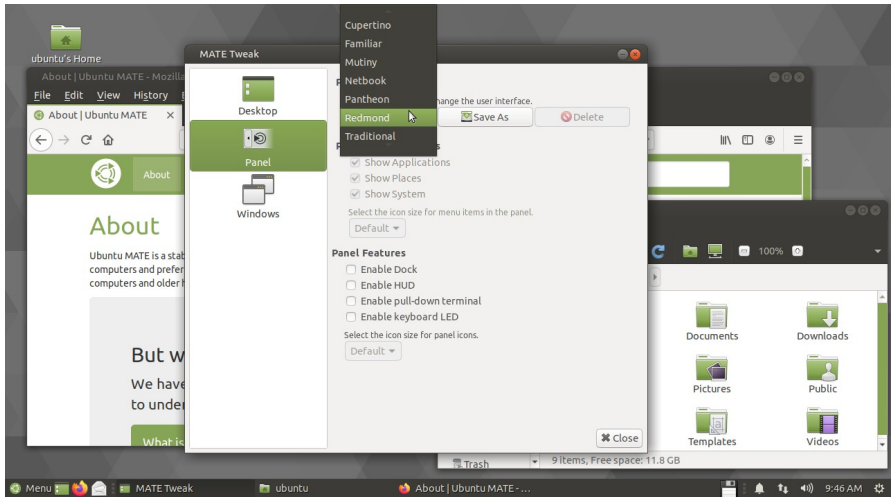 ubuntu's Home
About | Ubuntu MATE - Mozilla
File Edit View History
About | Ubuntu MATE ×
About
About
Ubuntu MATE is a stab
computers and prefer
computers and older h
But w
We have
to under
What is
MATE Tweak
Desktop
Panel
Windows
Cupertino
Familiar
Mutiny
Netbook
Pantheon
Redmond
Traditional
hange the user interface.
Save As
Delete
Show Applications
Show Places
Show System
Select the icon size for menu items in the panel.
Default
Panel Features
Enable Dock
Enable HUD
Enable pull-down terminal
Enable keyboard LED
Select the icon size for panel icons.
Default
Close
100%
Documents
Downloads
Pictures
Public
Templates
Videos
Trash
9 items, Free space: 11.8 GB
Menu
MATE Tweak
ubuntu
About | Ubuntu MATE - ...
9:46 AM